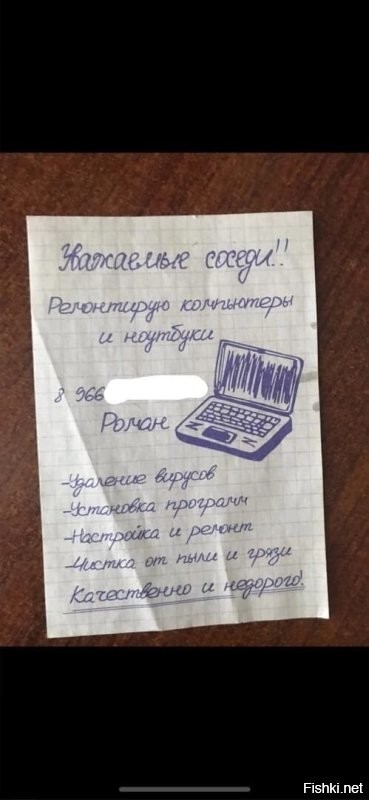 Уважаемые соседи!!
Ремонтирую компьютеры
и ноутбуки
8 966
Роман
-Удаление вирусов
-Установка программ
-Настройка и ремонт
-Чистка от пыли и грязи
Качественно и недорого!
Fishki.net